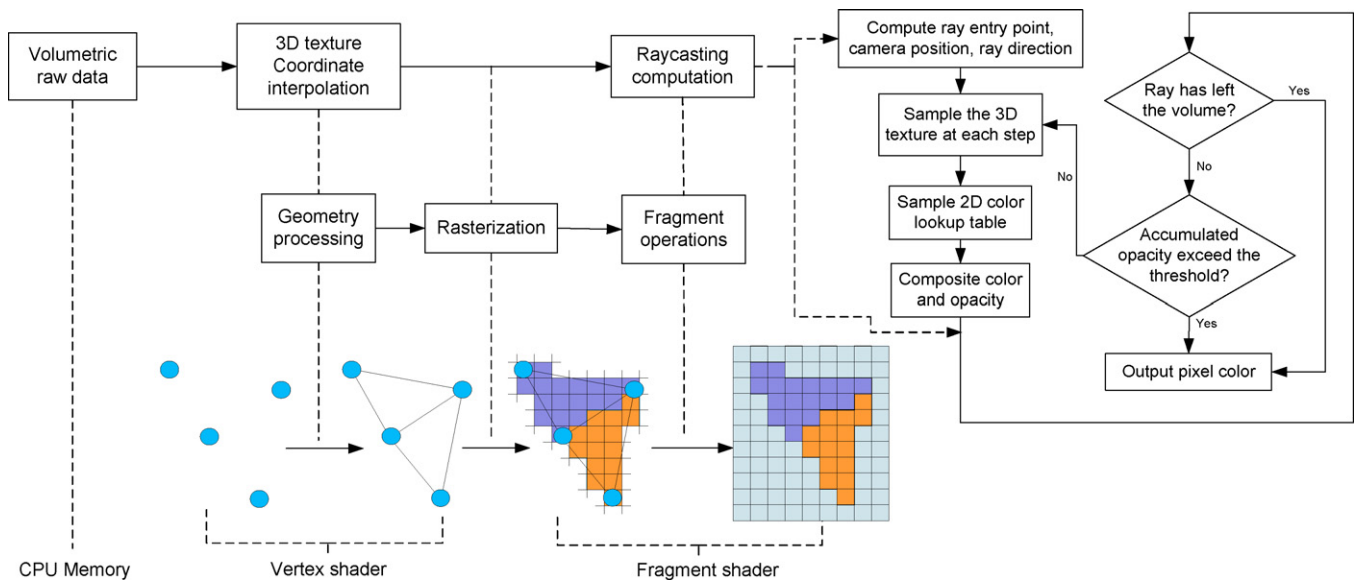 Volumetric
raw data
3D texture
Coordinate
interpolation
Raycasting
computation
Compute ray entry point,
camera position, ray direction
Ray has left
the volume?
Yes
Sample the 3D
texture at each step
No
No
Sample 2D color
lookup table
Geometry
processing
Rasterization
Fragment
operations
Accumulated
opacity exceed the
threshold?
Composite color
and opacity
Yes
Output pixel color
CPU Memory
Vertex shader
Fragment shader